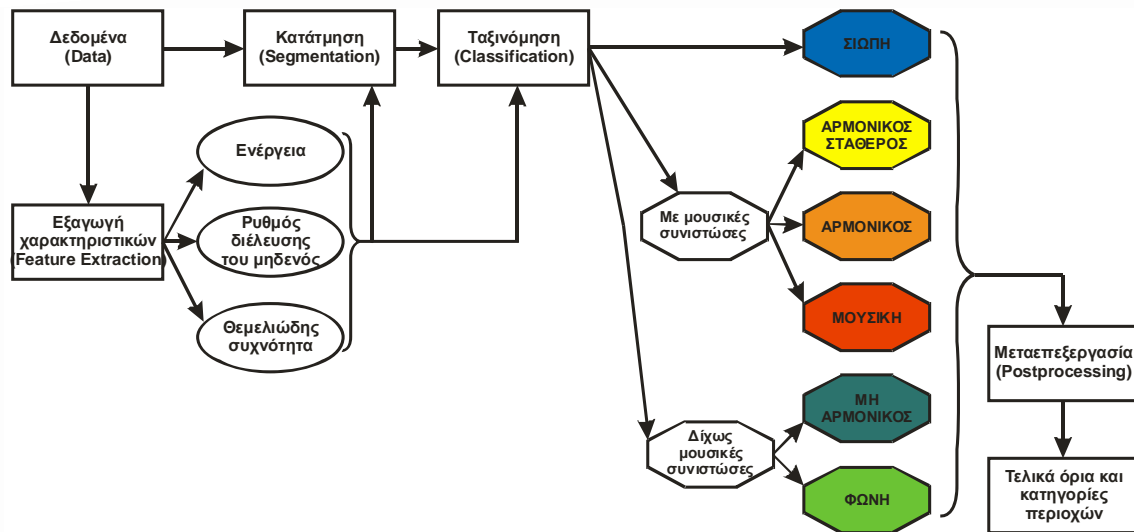 Δεδομένα
(Data)
Κατάτμηση
(Segmentation)
Ταξινόμηση
(Classification)
ΣΙΩΠΗ
Ενέργεια
ΑΡΜΟΝΙΚΟΣ
ΣΤΑΘΕΡΟΣ
Εξαγωγή
χαρακτηριστικών
(Feature Extraction)
Ρυθμός
διέλευσης
του μηδενός
Με μουσικές
συνιστώσες
ΑΡΜΟΝΙΚΟΣ
Θεμελιώδης
συχνότητα
ΜΟΥΣΙΚΗ
Μεταεπεξεργασία
(Postprocessing)
ΜΗ
ΑΡΜΟΝΙΚΟΣ
Δίχως
μουσικές
συνιστώσες
ΦΩΝΗ
Τελικά όρια και
κατηγορίες
περιοχών